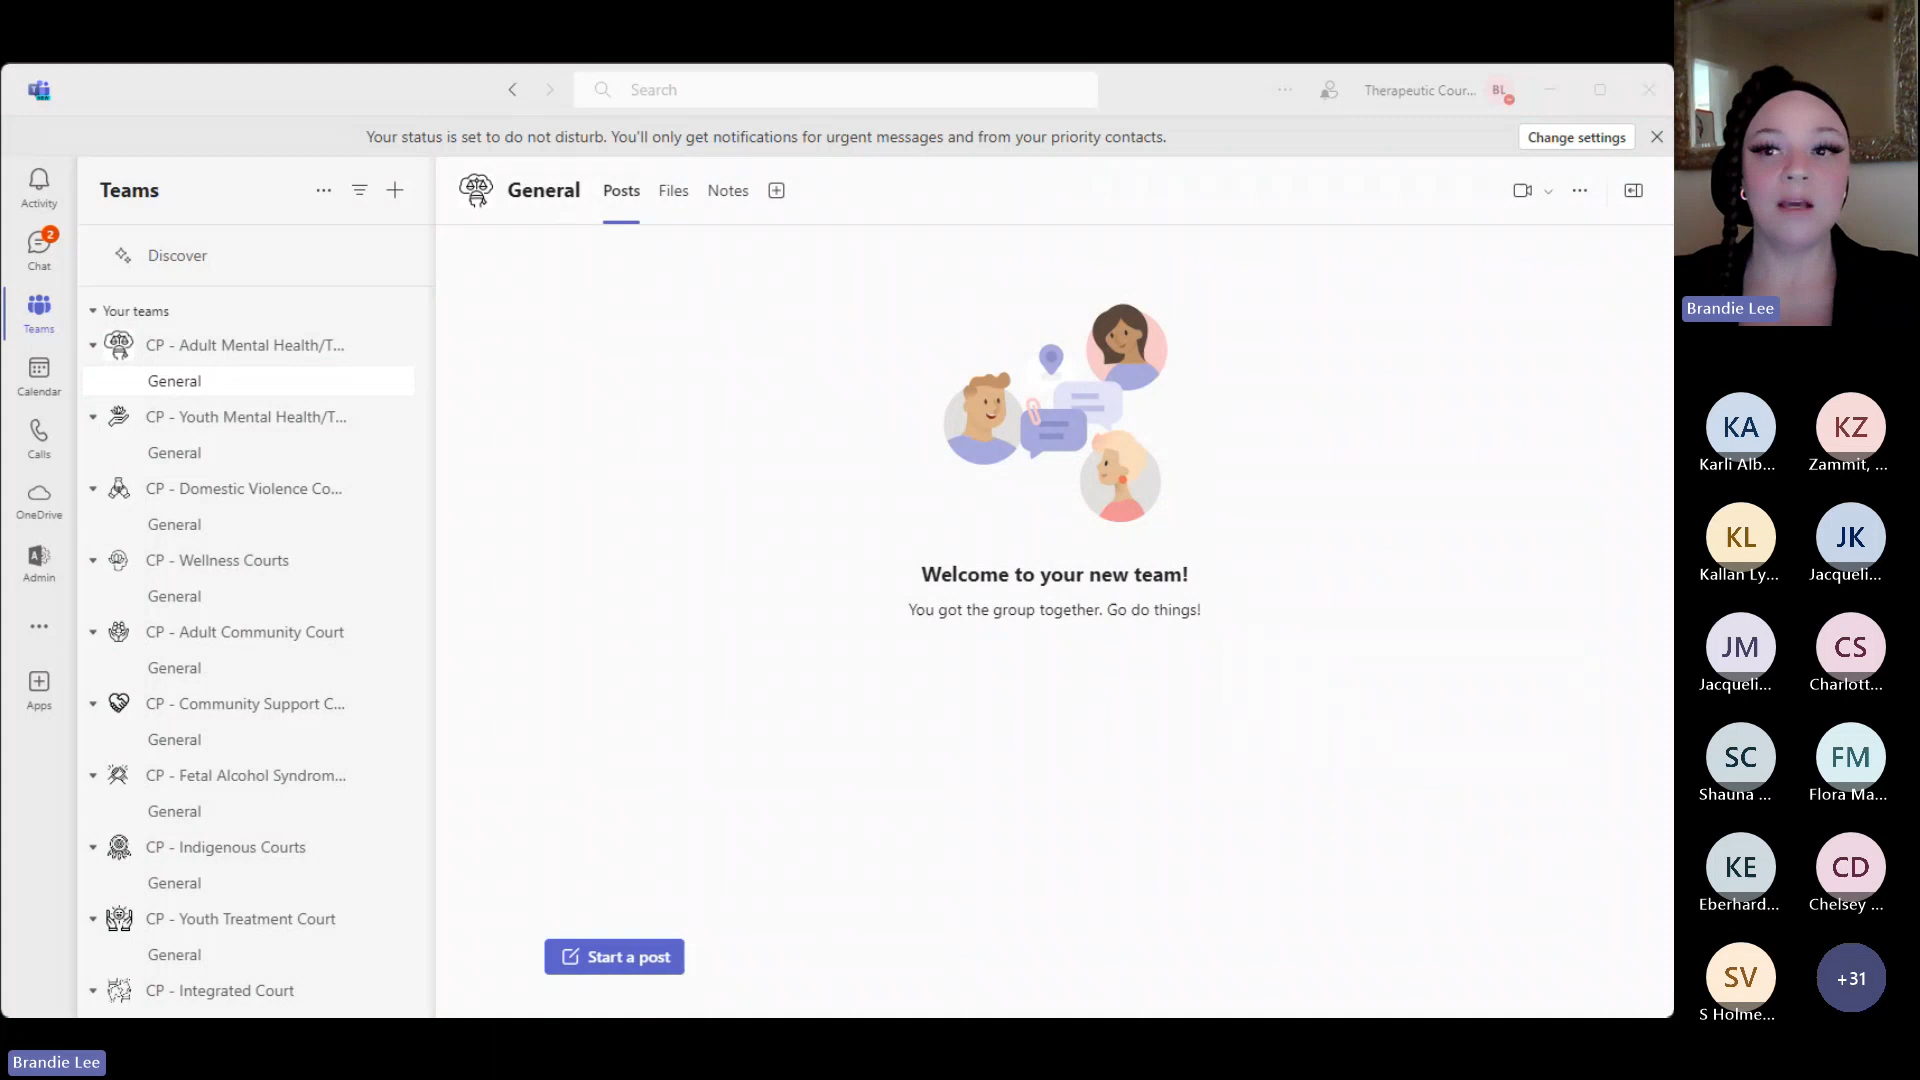 Search
Therapeutic Cour...
BL
Your status is set to do not disturb. You'll only get notifications for urgent messages and from your priority contacts.
Change settings
Activity
2
Chat
Teams
Calendar
Calls
OneDrive
Admin
Apps
Teams
Discover
Your teams
CP - Adult Mental Health/T...
General
CP - Youth Mental Health/T...
General
CP - Domestic Violence Co...
General
CP - Wellness Courts
General
CP - Adult Community Court
General
CP - Community Support C...
General
CP - Fetal Alcohol Syndrom...
General
CP - Indigenous Courts
General
CP - Youth Treatment Court
General
CP - Integrated Court
General Posts Files Notes
Welcome to your new team!
You got the group together. Go do things!
Start a post
Brandie Lee
KA KZ
Karli Alb... Zammit, ...
KL JK
Kallan Ly... Jacqueli...
JM CS
Jacqueli... Charlott...
SC FM
Shauna ... Flora Ma...
KE CD
Eberhard... Chelsey ...
SV +31
S Holme...
Brandie Lee